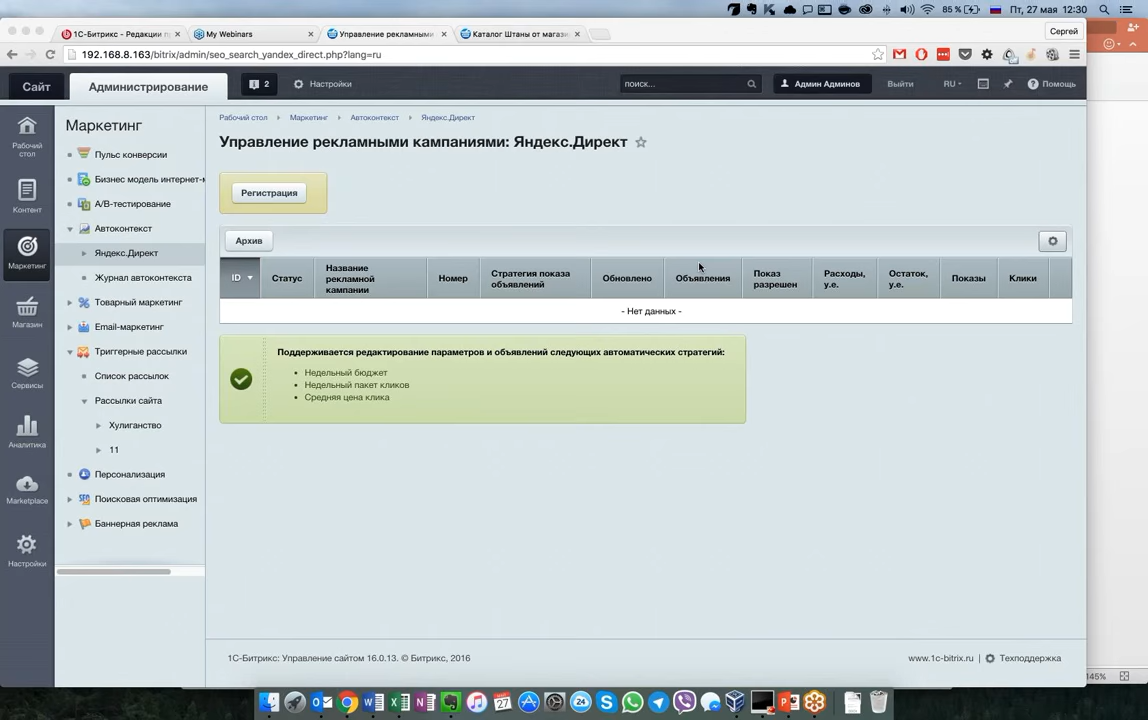 85 %
Пт, 27 мая 12:30
1С-Битрикс - Редакции п
My Webinars
Управление рекламными
Каталог Штаны от магази
Сергей
192.168.8.163/bitrix/admin/seo_search_yandex_direct.php?lang=ru
Сайт
Администрирование
2
Настройки
поиск...
Админ Админов
Выйти
RU
Помощь
Рабочий стол
Контент
Маркетинг
Магазин
Сервисы
Аналитика
Marketplace
Настройки
Маркетинг
Пульс конверсии
Бизнес модель интернет-м
A/B-тестирование
Автоконтекст
Яндекс.Директ
Журнал автоконтекста
Товарный маркетинг
Email-маркетинг
Триггерные рассылки
Список рассылок
Рассылки сайта
Хулиганство
11
Персонализация
Поисковая оптимизация
Баннерная реклама
Рабочий стол Маркетинг Автоконтекст Яндекс.Директ
Управление рекламными кампаниями: Яндекс.Директ
Регистрация
Архив
ID Статус Название рекламной кампании Номер Стратегия показа объявлений Обновлено Объявления Показ разрешен Расходы, у.е. Остаток, у.е. Показы Клики
- Нет данных -
Поддерживается редактирование параметров и объявлений следующих автоматических стратегий:
Недельный бюджет
Недельный пакет кликов
Средняя цена клика
1С-Битрикс: Управление сайтом 16.0.13. © Битрикс, 2016
www.1c-bitrix.ru | Техподдержка
145%